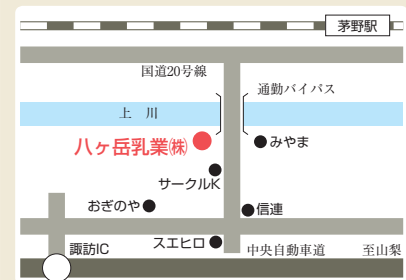 茅野駅
国道20号線
通勤バイパス
上 川
八ヶ岳乳業㈱
みやま
サークルK
おぎのや
信連
スエヒロ
諏訪IC
中央自動車道 至山梨